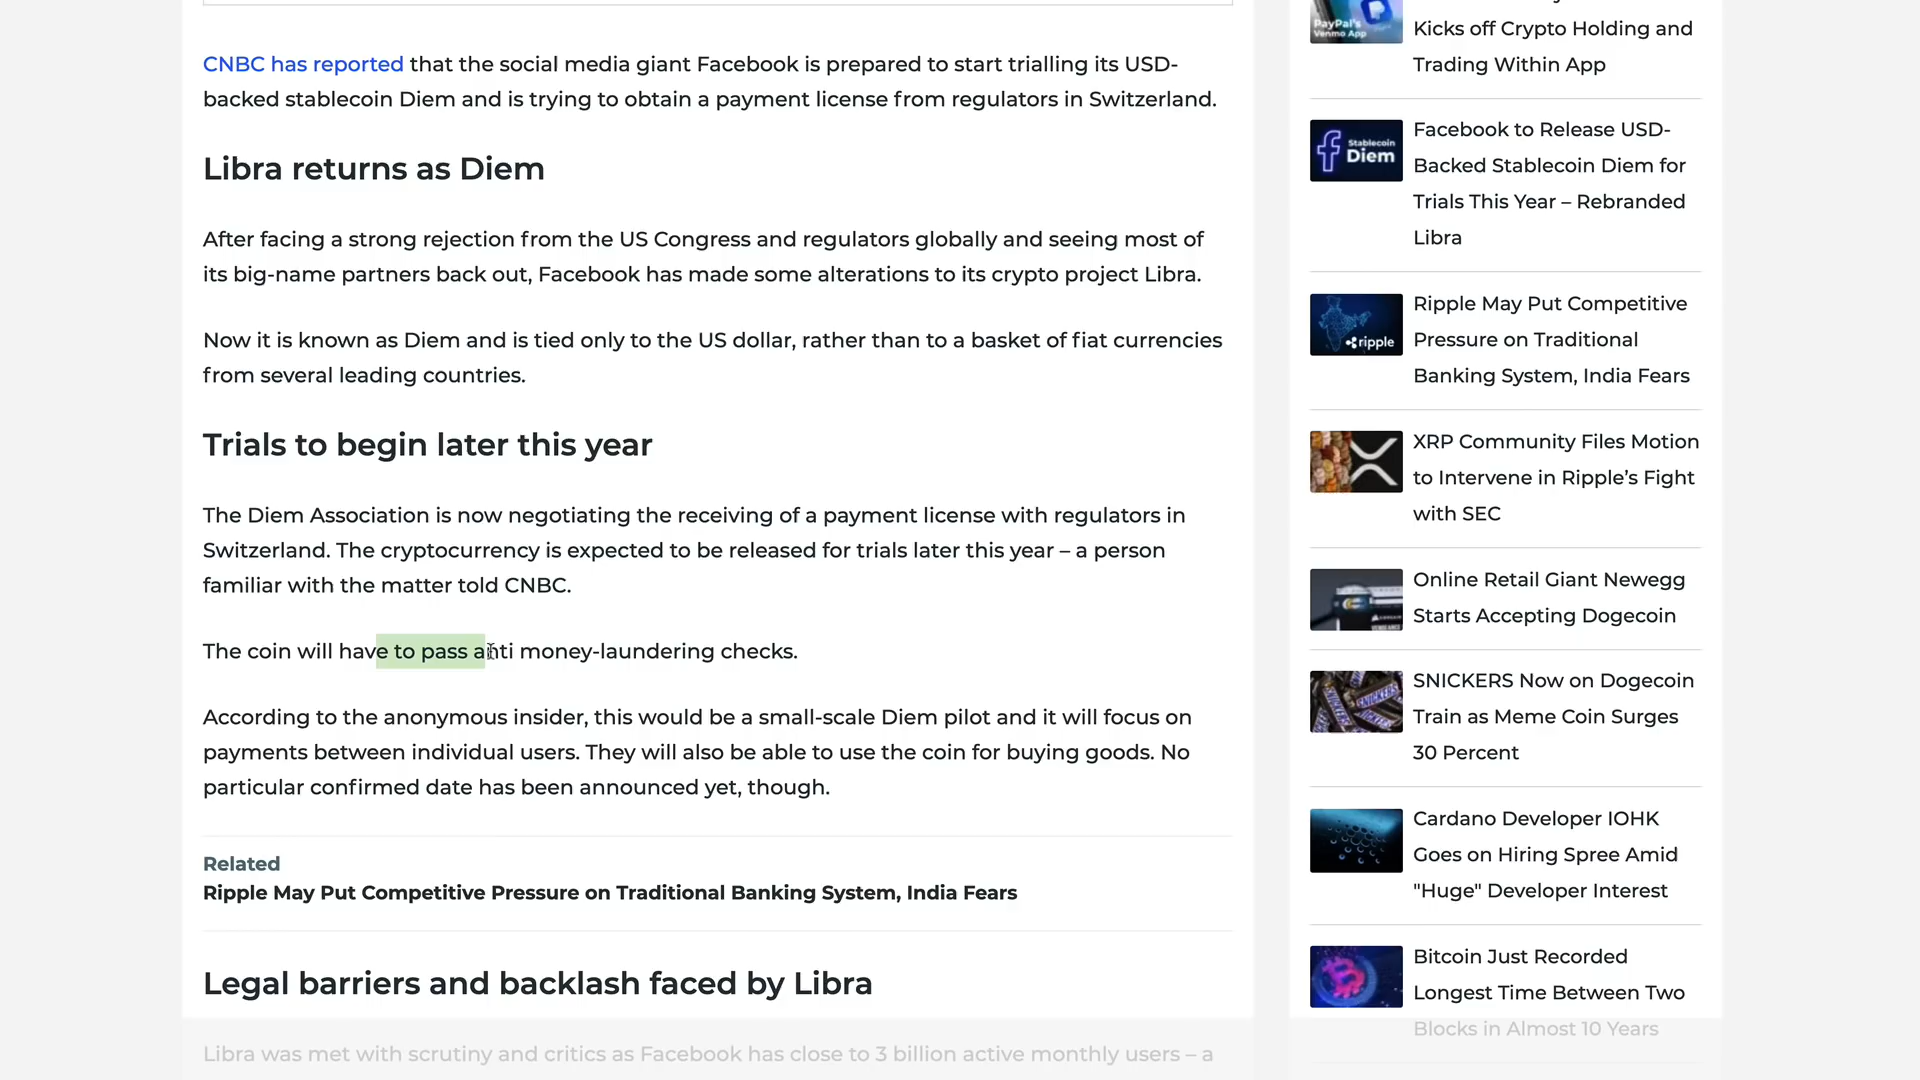 CNBC has reported that the social media giant Facebook is prepared to start trialling its USD-
backed stablecoin Diem and is trying to obtain a payment license from regulators in Switzerland.
Libra returns as Diem
After facing a strong rejection from the US Congress and regulators globally and seeing most of
its big-name partners back out, Facebook has made some alterations to its crypto project Libra.
Now it is known as Diem and is tied only to the US dollar, rather than to a basket of fiat currencies
from several leading countries.
Trials to begin later this year
The Diem Association is now negotiating the receiving of a payment license with regulators in
Switzerland. The cryptocurrency is expected to be released for trials later this year – a person
familiar with the matter told CNBC.
The coin will have to pass anti money-laundering checks.
According to the anonymous insider, this would be a small-scale Diem pilot and it will focus on
payments between individual users. They will also be able to use the coin for buying goods. No
particular confirmed date has been announced yet, though.
Related
Ripple May Put Competitive Pressure on Traditional Banking System, India Fears
Legal barriers and backlash faced by Libra
Libra was met with scrutiny and critics as Facebook has close to 3 billion active monthly users – a
PayPal's
Venmo App
Kicks off Crypto Holding and
Trading Within App
Stablecoin
Diem
Facebook to Release USD-
Backed Stablecoin Diem for
Trials This Year – Rebranded
Libra
ripple
Ripple May Put Competitive
Pressure on Traditional
Banking System, India Fears
XRP Community Files Motion
to Intervene in Ripple’s Fight
with SEC
Online Retail Giant Newegg
Starts Accepting Dogecoin
SNICKERS
SNICKERS Now on Dogecoin
Train as Meme Coin Surges
30 Percent
Cardano Developer IOHK
Goes on Hiring Spree Amid
"Huge" Developer Interest
Bitcoin Just Recorded
Longest Time Between Two
Blocks in Almost 10 Years